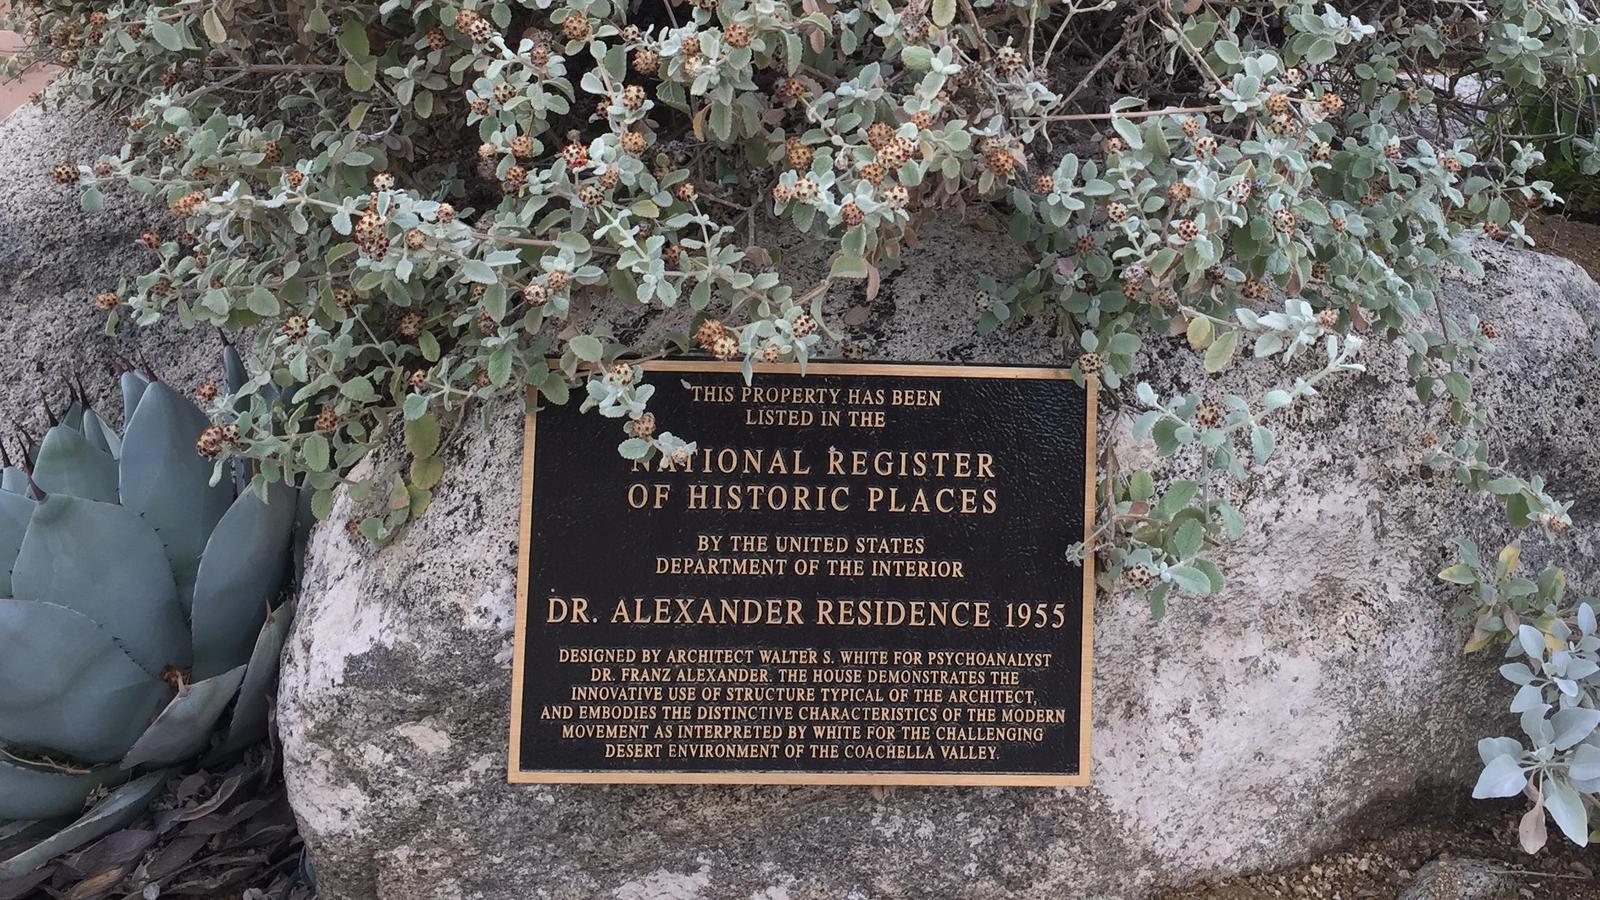 THIS PROPERTY HAS BEEN
LISTED IN THE
NATIONAL REGISTER
OF HISTORIC PLACES
BY THE UNITED STATES
DEPARTMENT OF THE INTERIOR
DR. ALEXANDER RESIDENCE 1955
DESIGNED BY ARCHITECT WALTER S. WHITE FOR PSYCHOANALYST
DR. FRANZ ALEXANDER. THE HOUSE DEMONSTRATES THE
INNOVATIVE USE OF STRUCTURE TYPICAL OF THE ARCHITECT,
AND EMBODIES THE DISTINCTIVE CHARACTERISTICS OF THE MODERN
MOVEMENT AS INTERPRETED BY WHITE FOR THE CHALLENGING
DESERT ENVIRONMENT OF THE COACHELLA VALLEY.